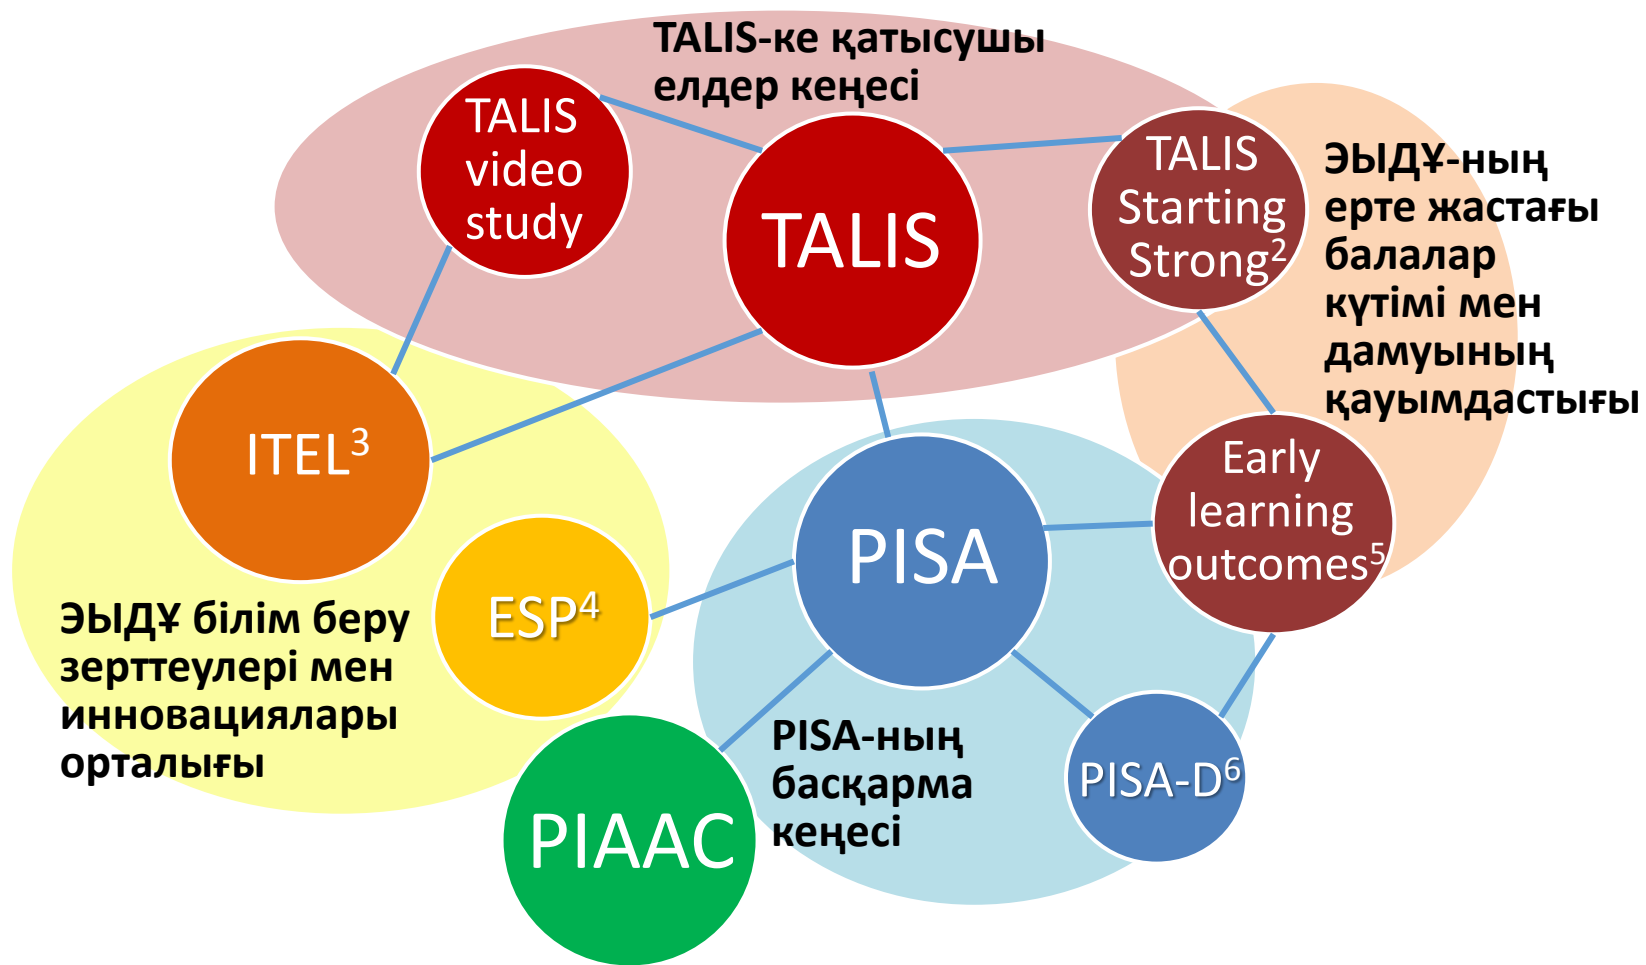 TALIS-ке қатысушы
елдер кеңесі
TALIS
video
study
TALIS
TALIS
Starting
Strong²
ЭЫДҰ-ның
ерте жастағы
балалар
күтімі мен
дамуының
қауымдастығы
ITEL³
Early
learning
outcomes⁵
PISA
ESP⁴
ЭЫДҰ білім беру
зерттеулері мен
инновациялары
орталығы
PISA-ның
басқарма
кеңесі
PISA-D⁶
PIAAC